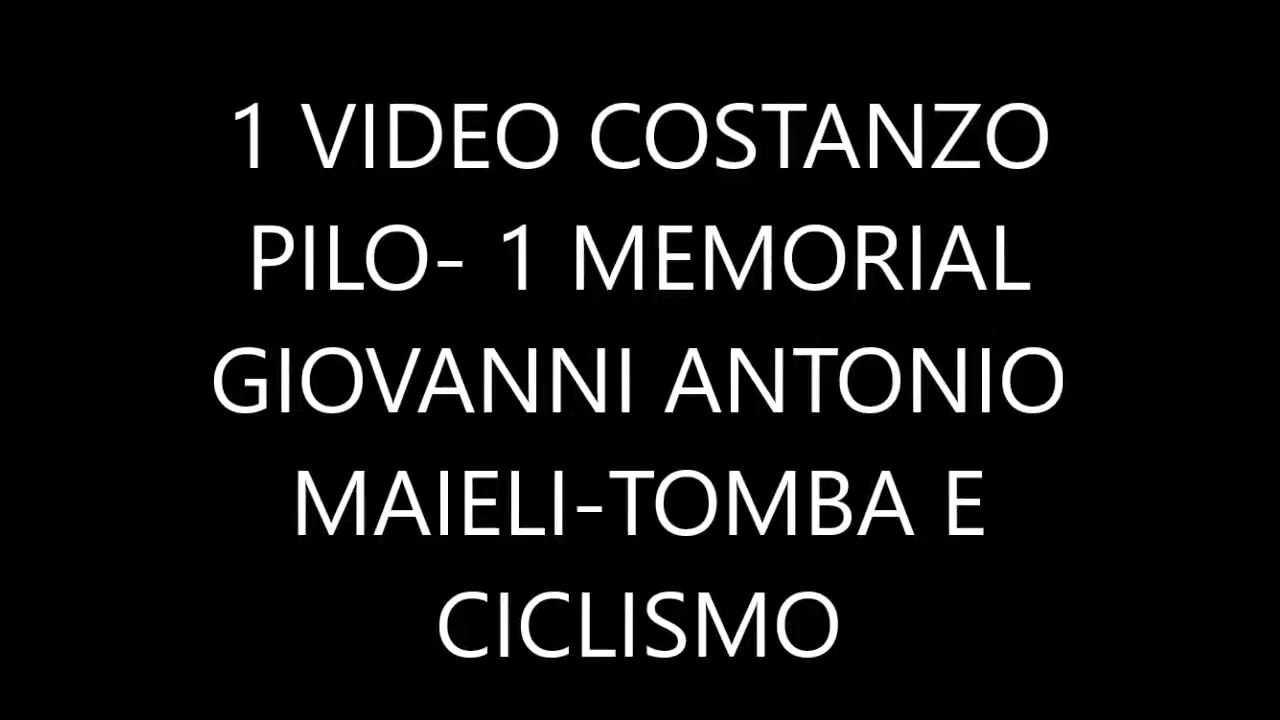 1 VIDEO COSTANZO
PILO- 1 MEMORIAL
GIOVANNI ANTONIO
MAIELI-TOMBA E
CICLISMO